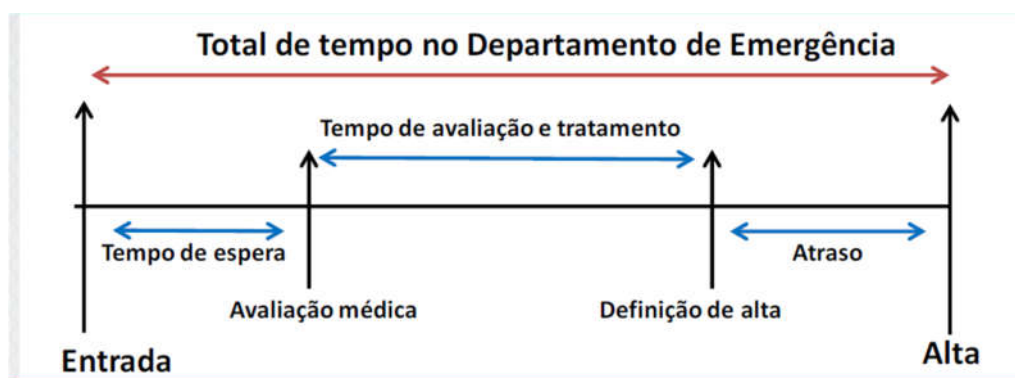 Total de tempo no Departamento de Emergência
Tempo de avaliação e tratamento
Tempo de espera
Atraso
Avaliação médica
Definição de alta
Entrada
Alta